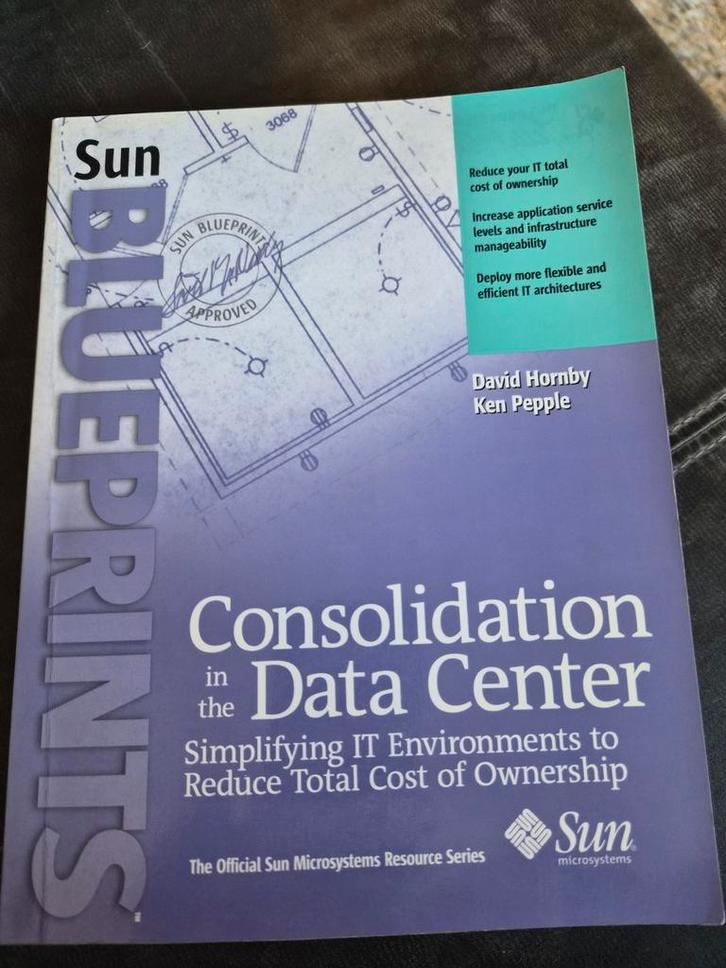 Sun
BLUEPRINTS™
3068
SUN BLUEPRINTS
APPROVED
Reduce your IT total
cost of ownership
Increase application service
levels and infrastructure
manageability
Deploy more flexible and
efficient IT architectures
David Hornby
Ken Pepple
Consolidation
in the Data Center
Simplifying IT Environments to
Reduce Total Cost of Ownership
The Official Sun Microsystems Resource Series
Sun®
microsystems